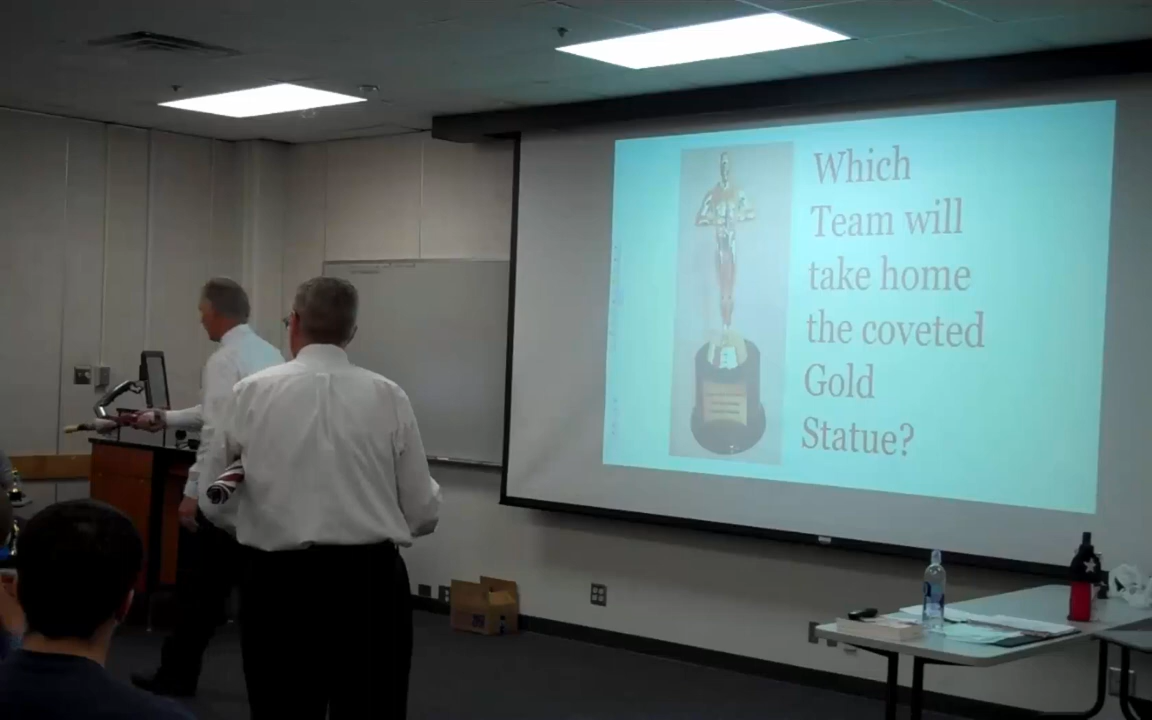 Which
Team will
take home
the coveted
Gold
Statue?